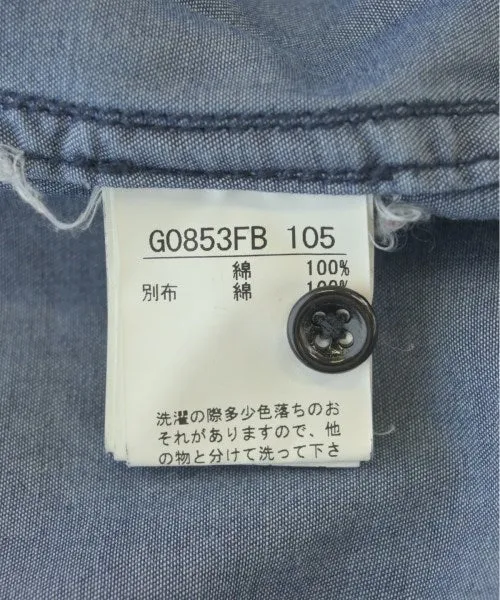 G0853FB 105
綿 100%
別布 綿 100%
洗濯の際多少色落ちのお
それがありますので、他
の物と分けて洗って下さ